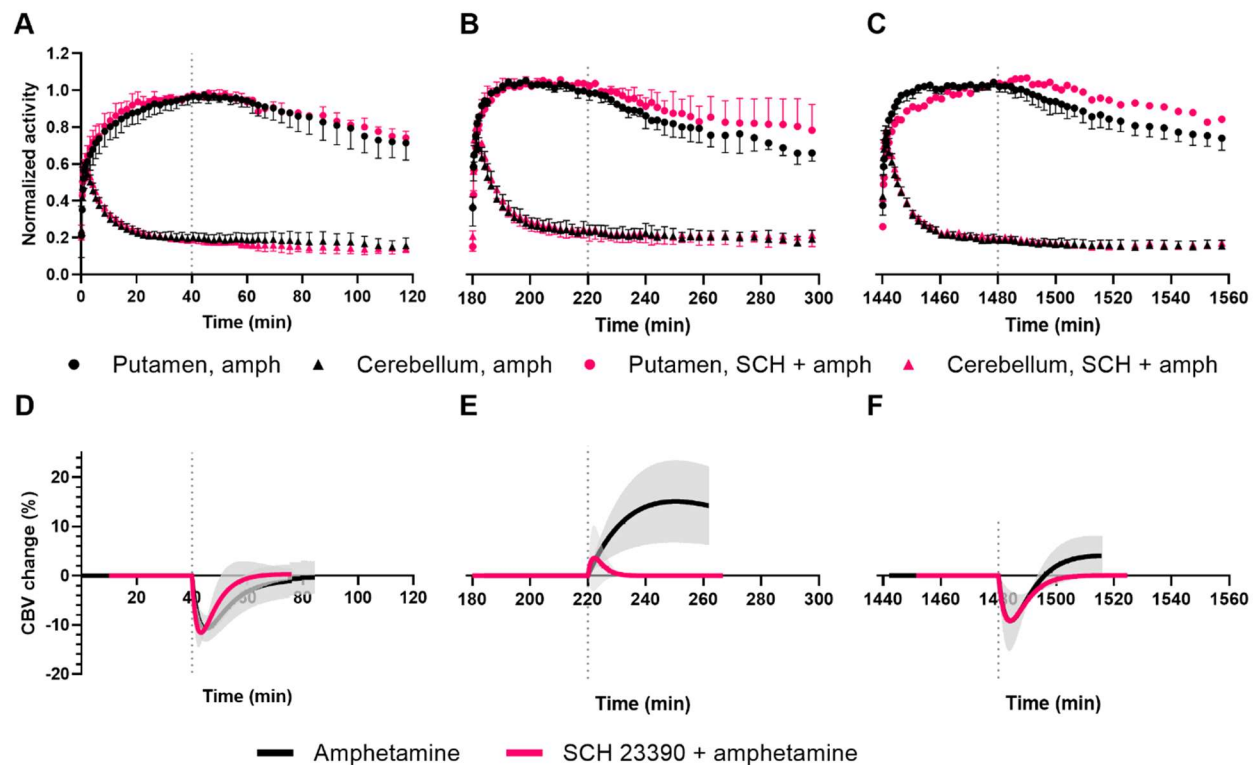 A
B
C
Normalized activity
1.2
1.0
0.8
0.6
0.4
0.2
0.0
0 20 40 60 80 100 120
180 200 220 240 260 280 300
1440 1460 1480 1500 1520 1540 1560
Time (min) Time (min) Time (min)
Putamen, amph Cerebellum, amph Putamen, SCH + amph Cerebellum, SCH + amph
D
E
F
CBV change (%)
20
10
0
-10
-20
20 40 60 80 100 120
180 200 220 240 260 280 300
1440 1460 1480 1500 1520 1540 1560
Time (min) Time (min) Time (min)
Amphetamine SCH 23390 + amphetamine